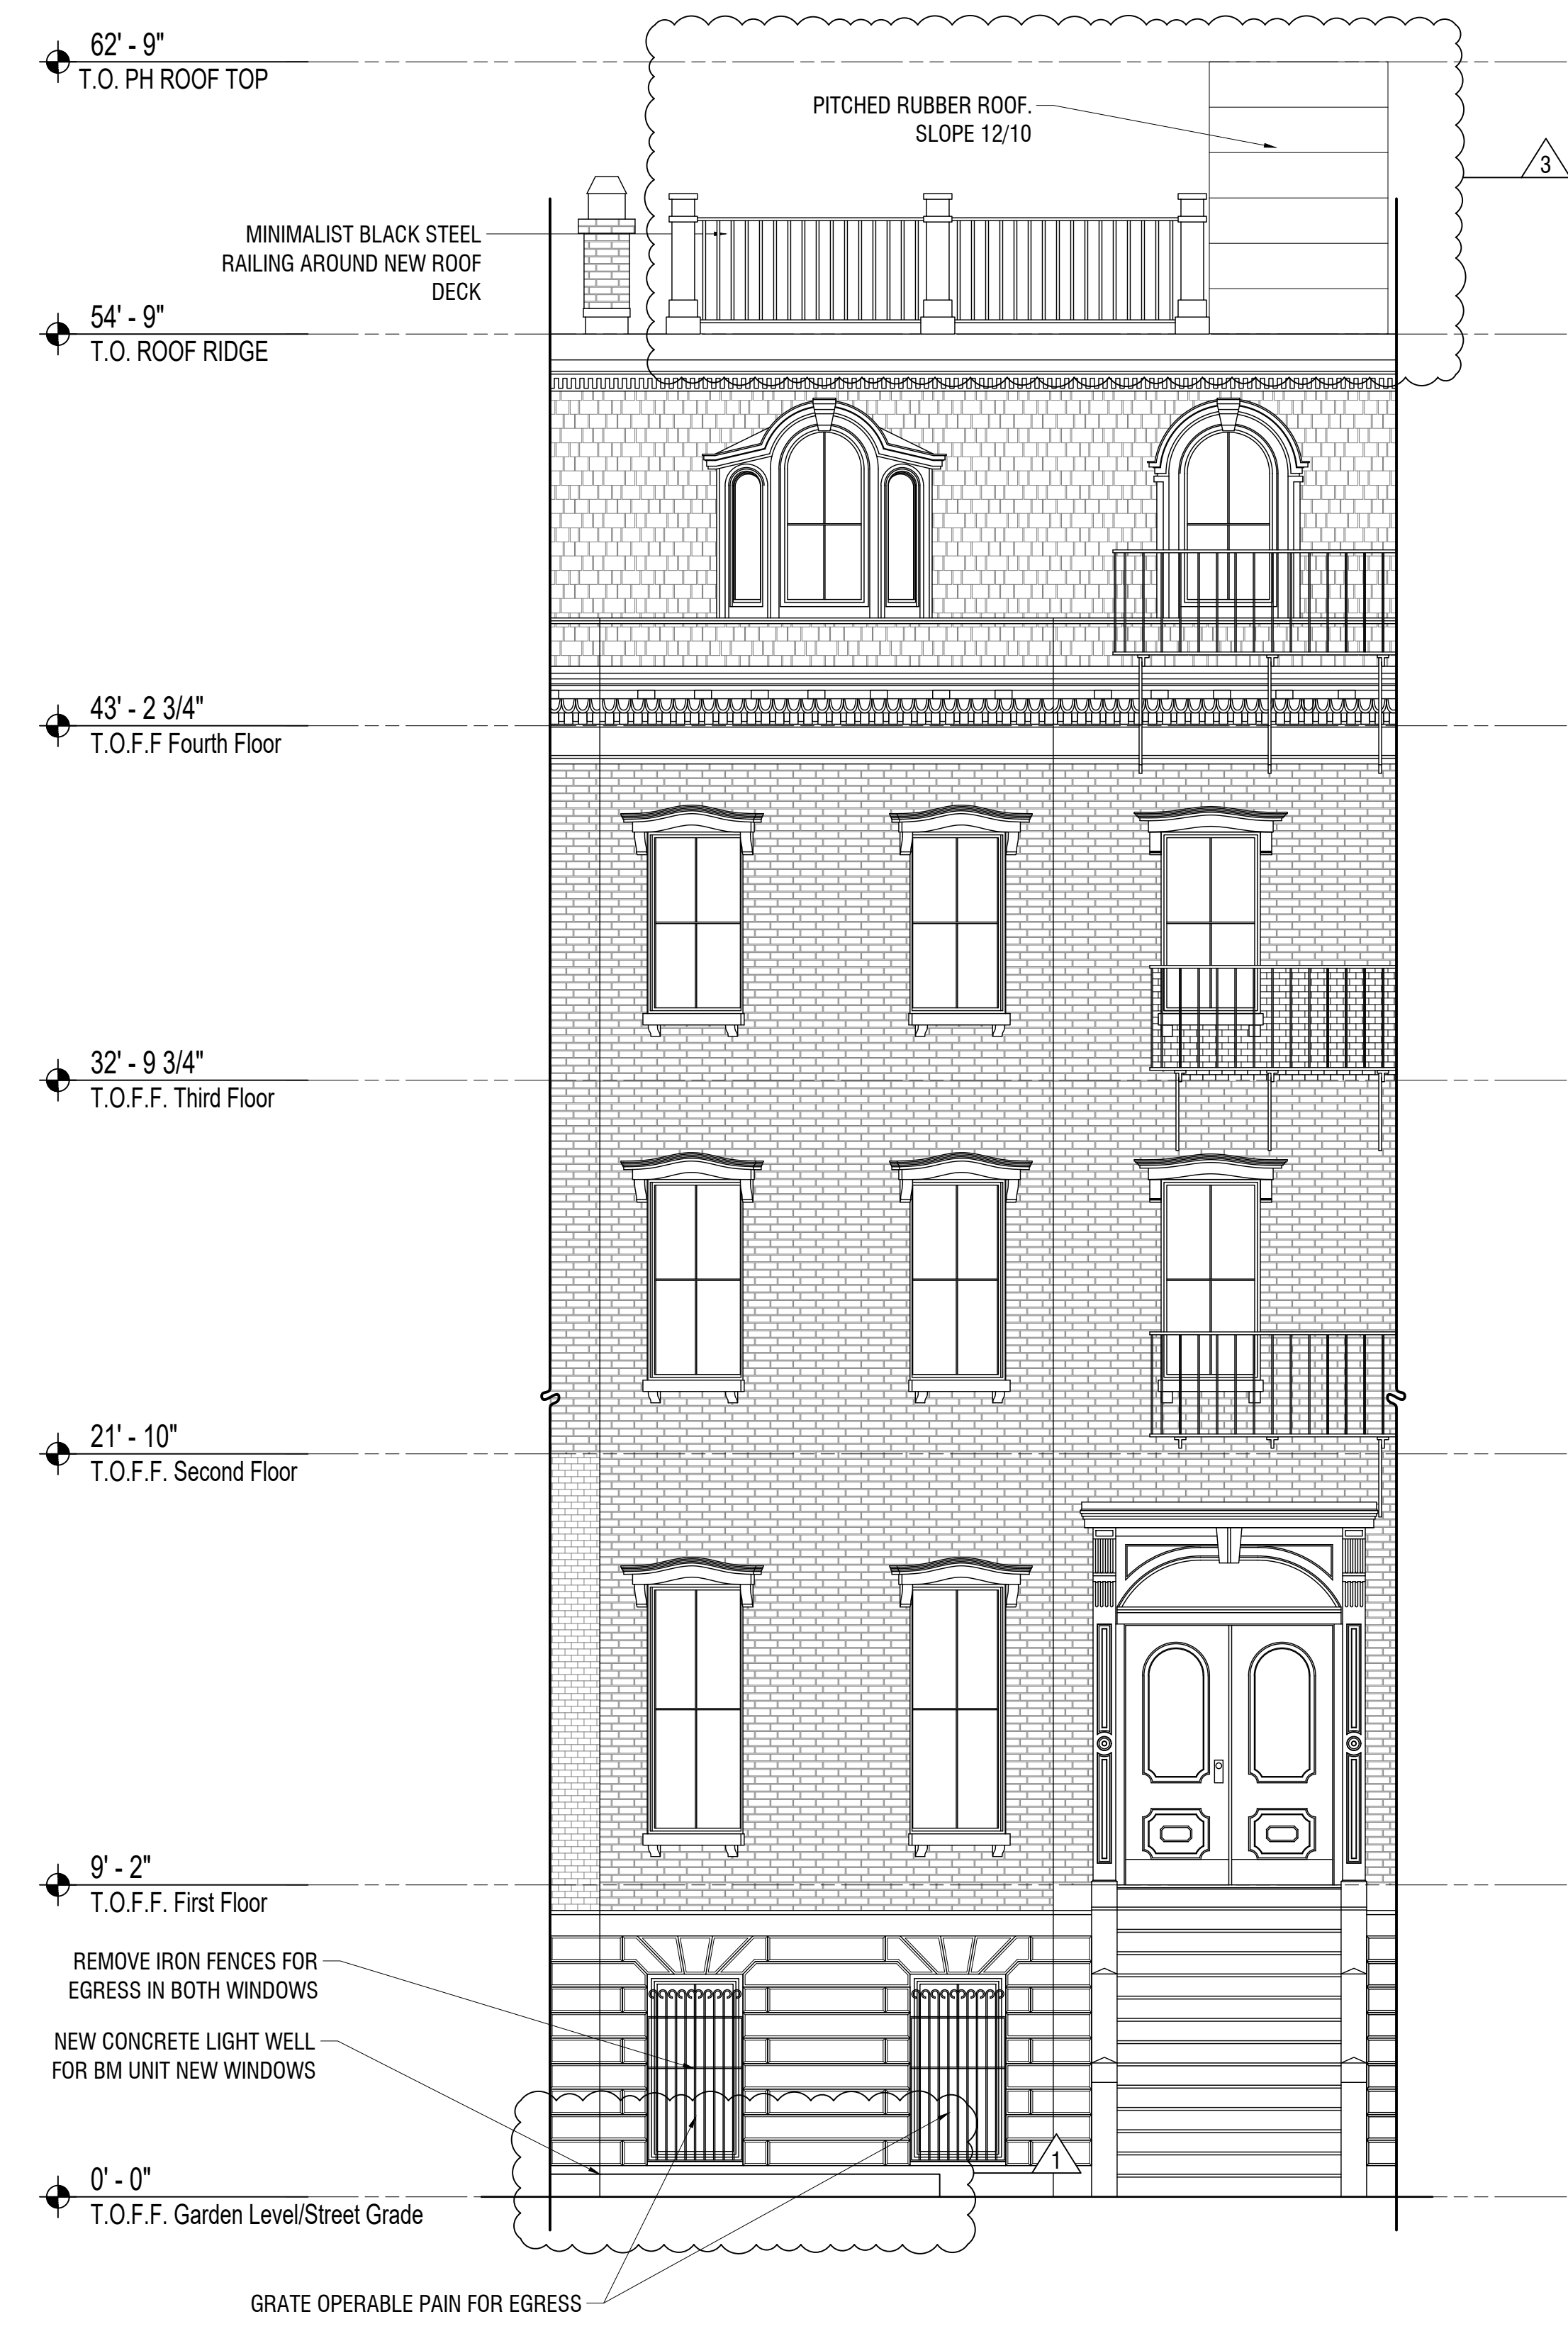 62' - 9"
T.O. PH ROOF TOP
PITCHED RUBBER ROOF.
SLOPE 12/10
3
MINIMALIST BLACK STEEL
RAILING AROUND NEW ROOF
DECK
54' - 9"
T.O. ROOF RIDGE
43' - 2 3/4"
T.O.F.F Fourth Floor
32' - 9 3/4"
T.O.F.F. Third Floor
21' - 10"
T.O.F.F. Second Floor
9' - 2"
T.O.F.F. First Floor
REMOVE IRON FENCES FOR
EGRESS IN BOTH WINDOWS
NEW CONCRETE LIGHT WELL
FOR BM UNIT NEW WINDOWS
1
0' - 0"
T.O.F.F. Garden Level/Street Grade
GRATE OPERABLE PAIN FOR EGRESS